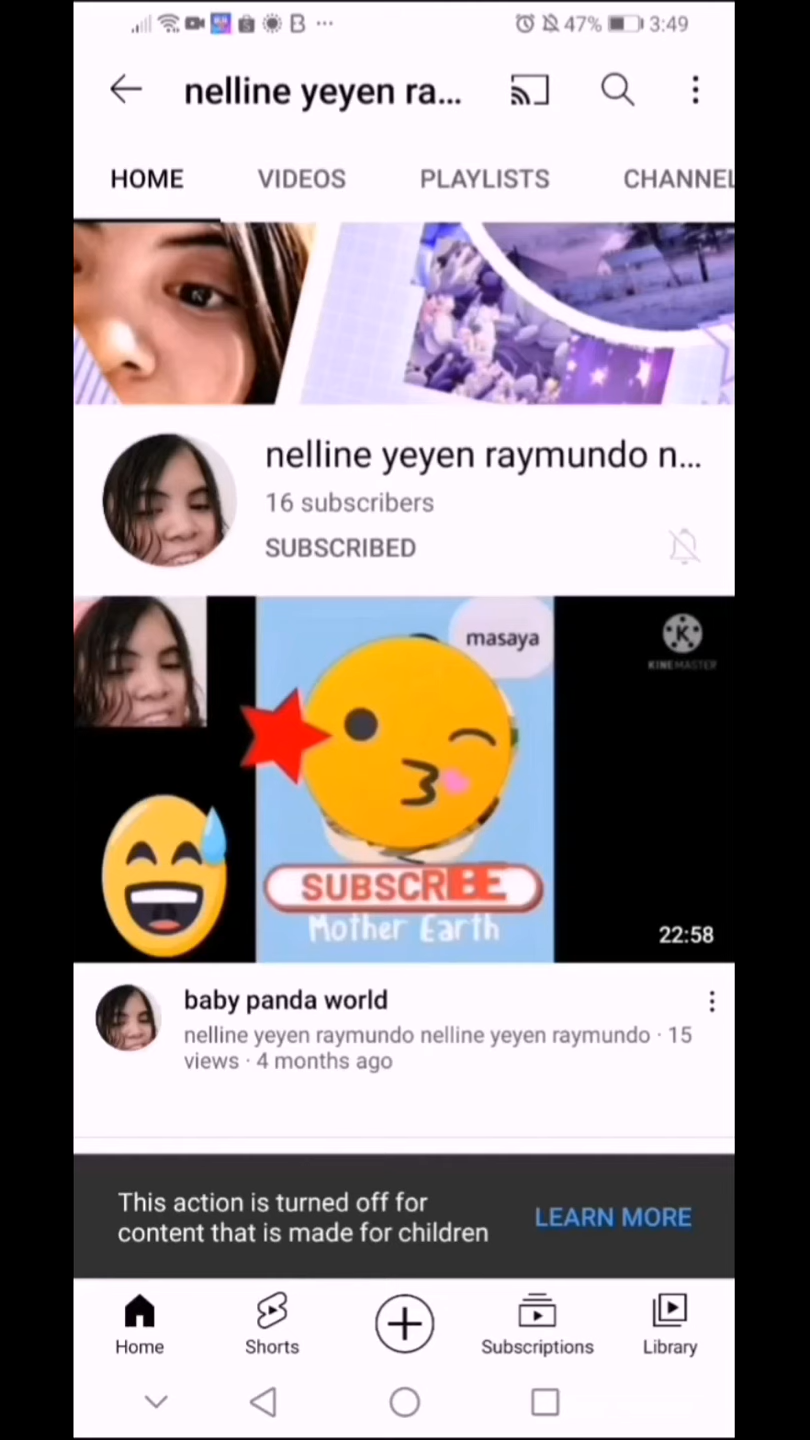 47% 3:49
nelline yeyen ra...
HOME VIDEOS PLAYLISTS CHANNEL
nelline yeyen raymundo n...
16 subscribers
SUBSCRIBED
masaya
KINEMASTER
SUBSCRIBE
Mother Earth
22:58
baby panda world
nelline yeyen raymundo nelline yeyen raymundo · 15
views · 4 months ago
This action is turned off for
content that is made for children
LEARN MORE
Home Shorts Subscriptions Library